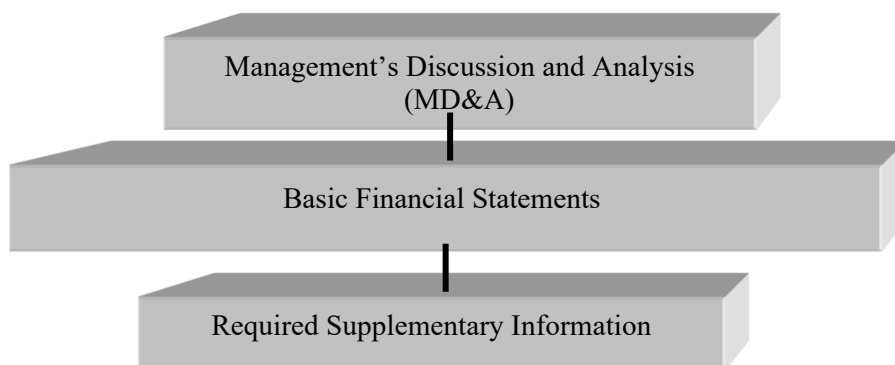 Management’s Discussion and Analysis
(MD&A)
Basic Financial Statements
Required Supplementary Information